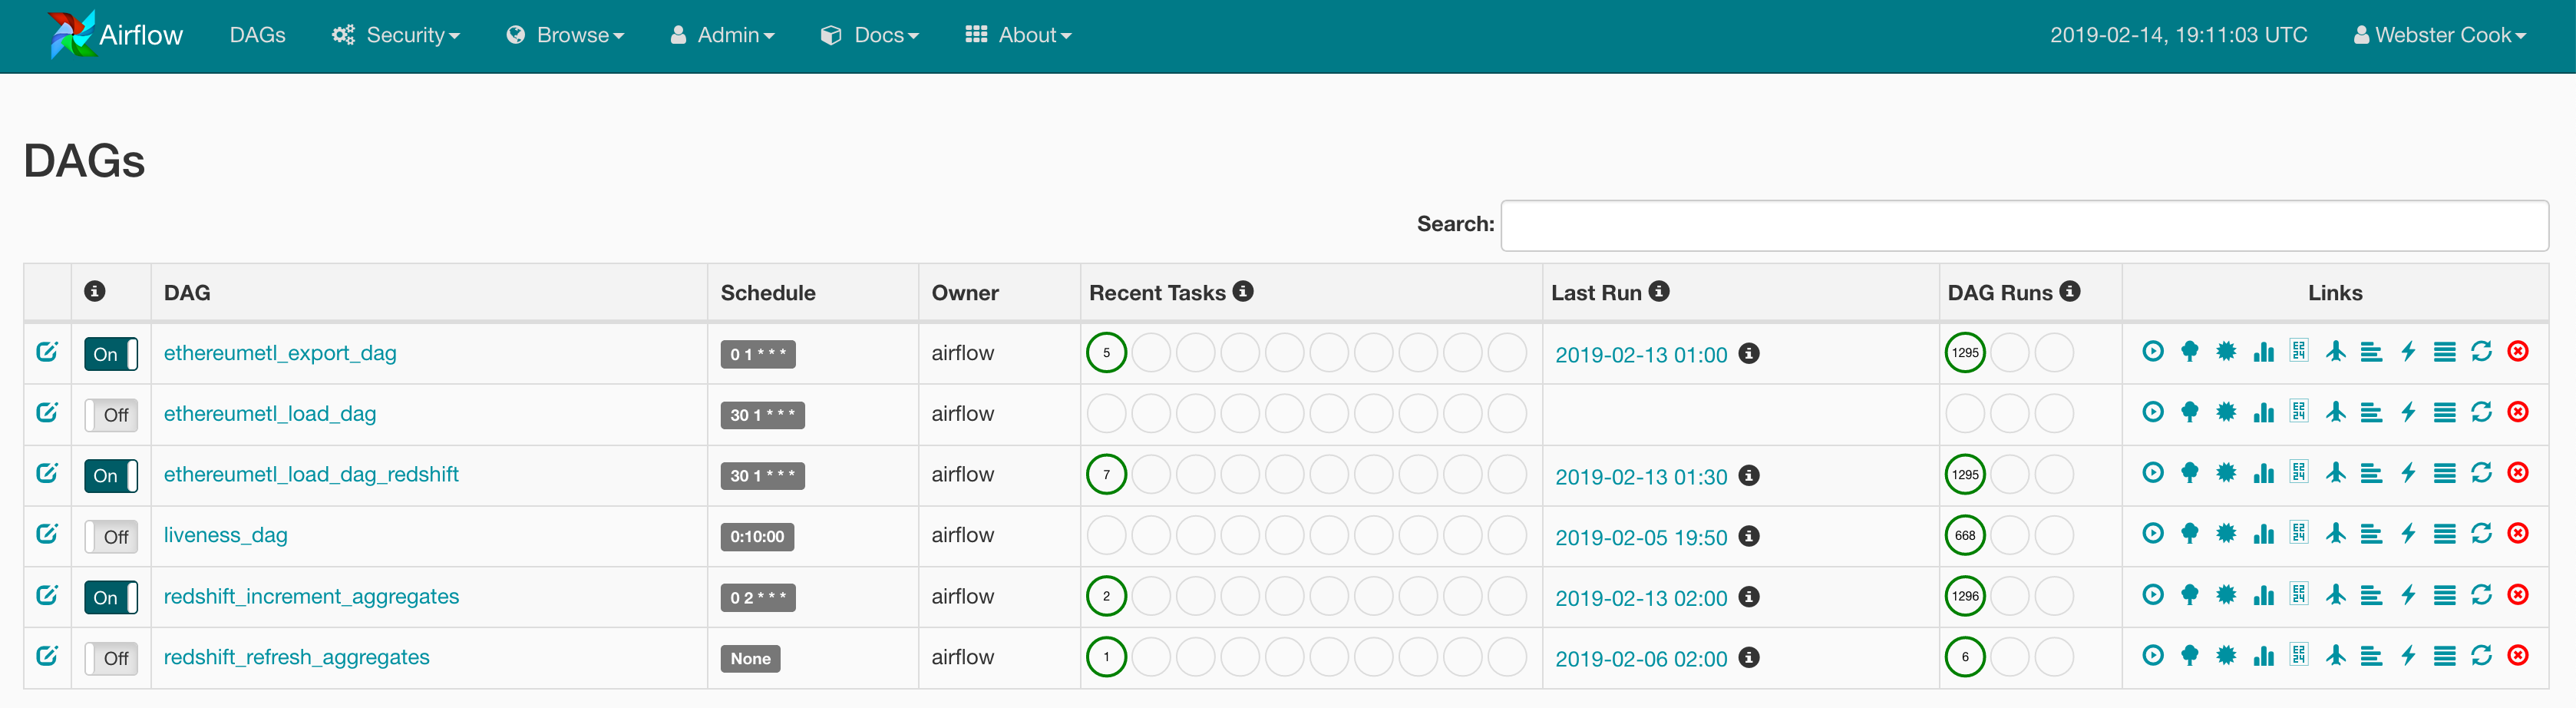 Airflow DAGs Security Browse Admin Docs About 2019-02-14, 19:11:03 UTC Webster Cook
DAGs
Search:
DAG Schedule Owner Recent Tasks Last Run DAG Runs Links
On ethereumetl_export_dag 0 1 * * * airflow 5 2019-02-13 01:00 1295
Off ethereumetl_load_dag 30 1 * * * airflow
On ethereumetl_load_dag_redshift 30 1 * * * airflow 7 2019-02-13 01:30 1295
Off liveness_dag 0:10:00 airflow 2019-02-05 19:50 668
On redshift_increment_aggregates 0 2 * * * airflow 2 2019-02-13 02:00 1296
Off redshift_refresh_aggregates None airflow 1 2019-02-06 02:00 6